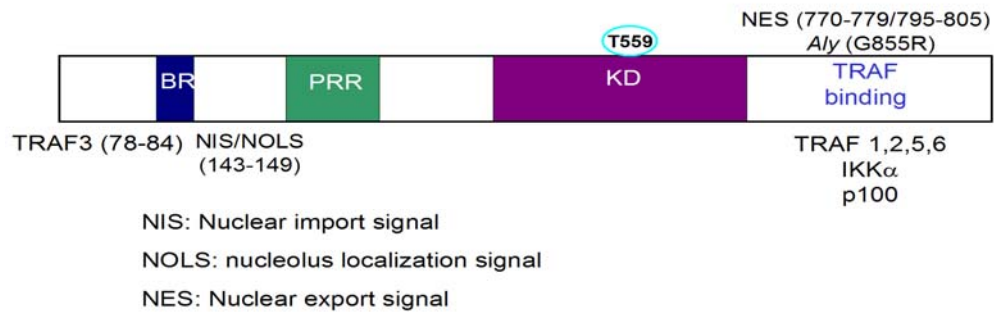 NES (770-779/795-805)
Aly (G855R)
T559
BR
PRR
KD
TRAF
binding
TRAF3 (78-84)
NIS/NOLS
(143-149)
TRAF 1,2,5,6
IKKα
p100
NIS: Nuclear import signal
NOLS: nucleolus localization signal
NES: Nuclear export signal